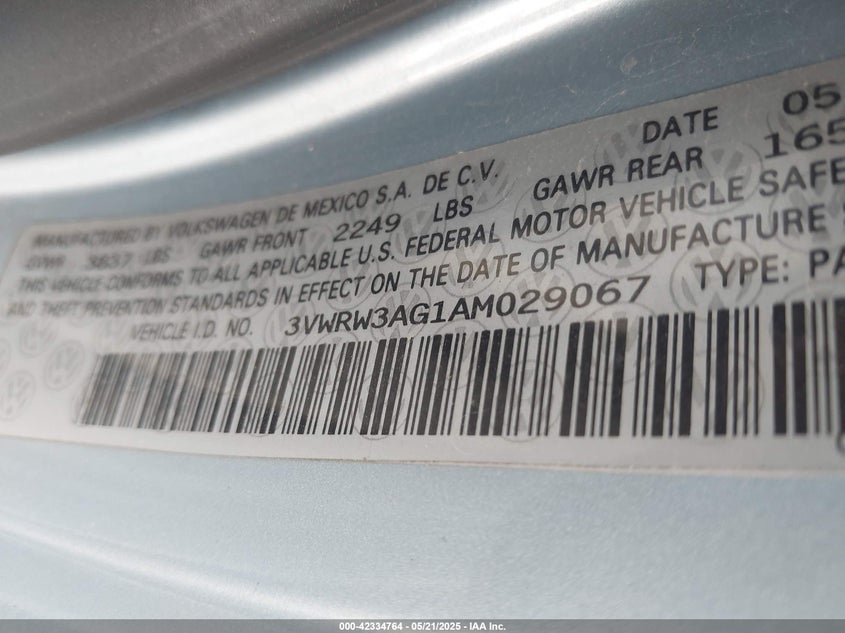 DATE 05
MANUFACTURED BY VOLKSWAGEN DE MEXICO S.A. DE C.V.
GVWR 3837 LBS GAWR FRONT 2249 LBS GAWR REAR 165
THIS VEHICLE CONFORMS TO ALL APPLICABLE U.S. FEDERAL MOTOR VEHICLE SAFE
AND THEFT PREVENTION STANDARDS IN EFFECT ON THE DATE OF MANUFACTURE
VEHICLE I.D. NO. 3VWRW3AG1AM029067 TYPE: PA
000-42334764 - 05/21/2025 - IAA Inc.